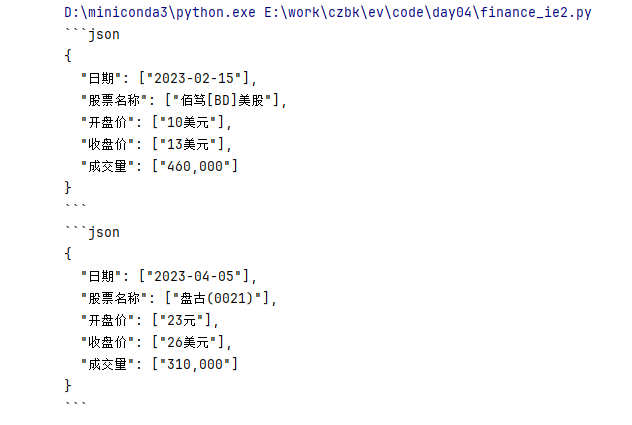 D:\miniconda3\python.exe E:\work\czbk\ev\code\day04\finance_ie2.py
```json
{
  "日期": ["2023-02-15"],
  "股票名称": ["佰笃[BD]美股"],
  "开盘价": ["10美元"],
  "收盘价": ["13美元"],
  "成交量": ["460,000"]
}
```
```json
{
  "日期": ["2023-04-05"],
  "股票名称": ["盘古(0021)"],
  "开盘价": ["23元"],
  "收盘价": ["26美元"],
  "成交量": ["310,000"]
}
```